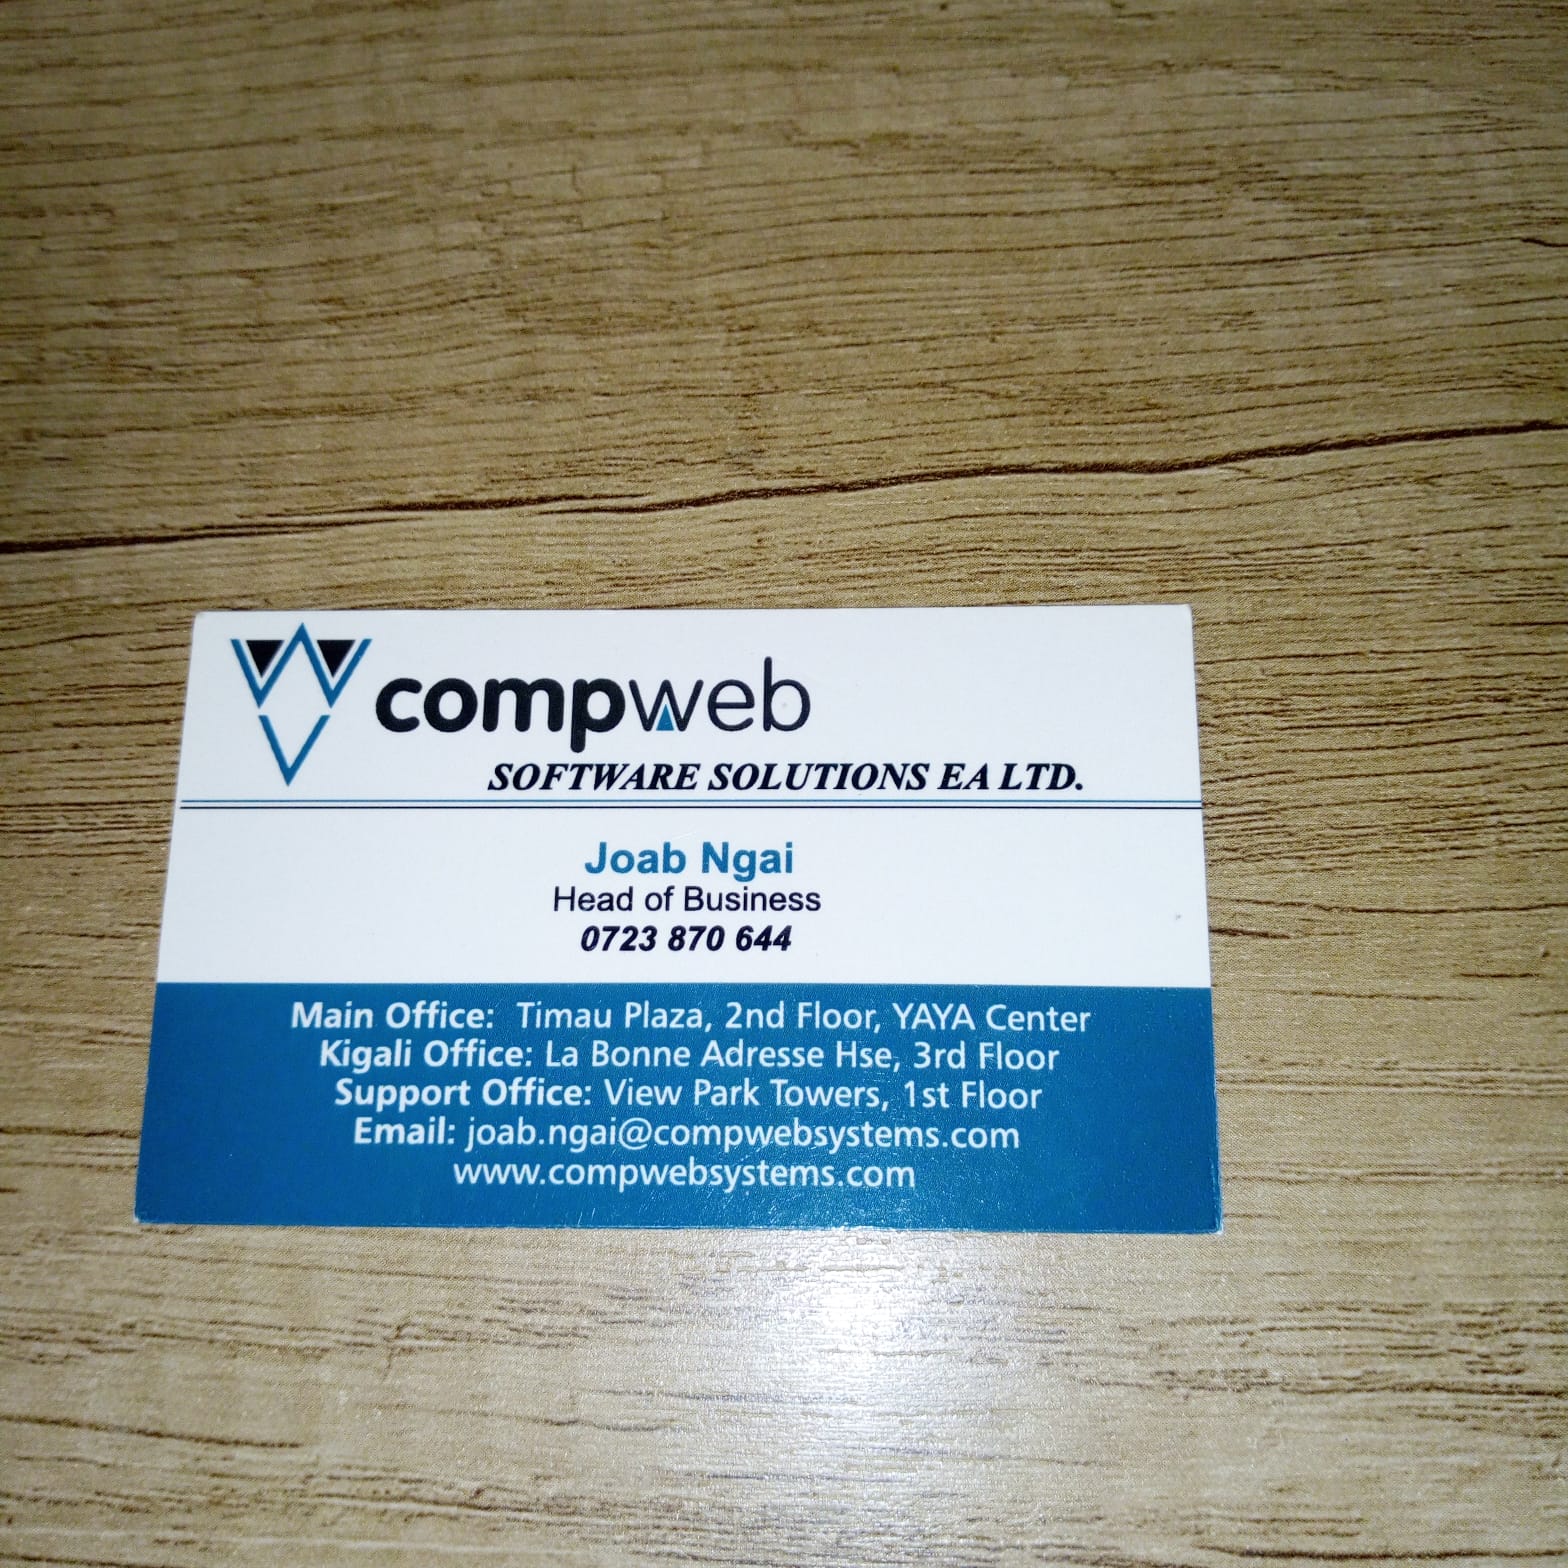 compweb
SOFTWARE SOLUTIONS EA LTD.
Joab Ngai
Head of Business
0723 870 644
Main Office: Timau Plaza, 2nd Floor, YAYA Center
Kigali Office: La Bonne Adresse Hse, 3rd Floor
Support Office: View Park Towers, 1st Floor
Email: joab.ngai@compwebsystems.com
www.compwebsystems.com